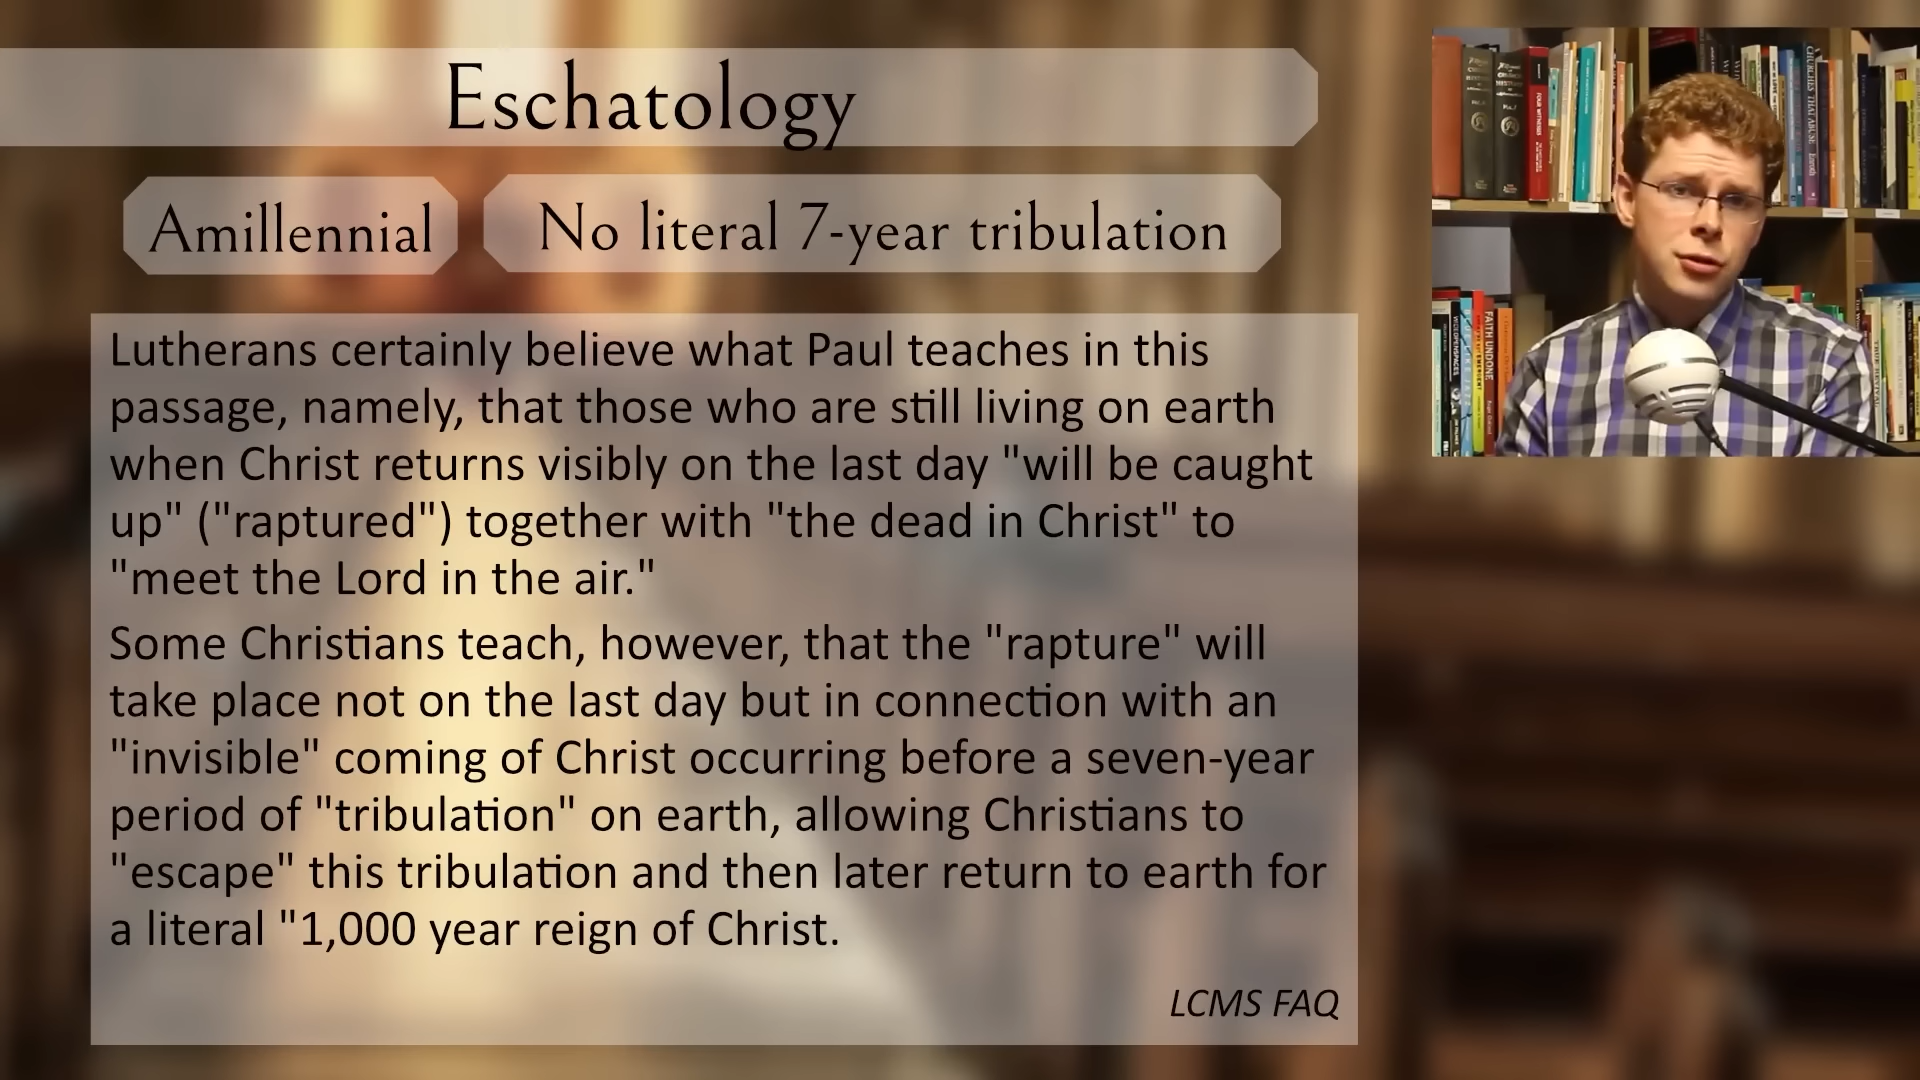 Eschatology
Amillennial
No literal 7-year tribulation
Lutherans certainly believe what Paul teaches in this
passage, namely, that those who are still living on earth
when Christ returns visibly on the last day "will be caught
up" ("raptured") together with "the dead in Christ" to
"meet the Lord in the air."
Some Christians teach, however, that the "rapture" will
take place not on the last day but in connection with an
"invisible" coming of Christ occurring before a seven-year
period of "tribulation" on earth, allowing Christians to
"escape" this tribulation and then later return to earth for
a literal "1,000 year reign of Christ.
LCMS FAQ
CHURCHES THAT ABUSE
FAITH UNDONE